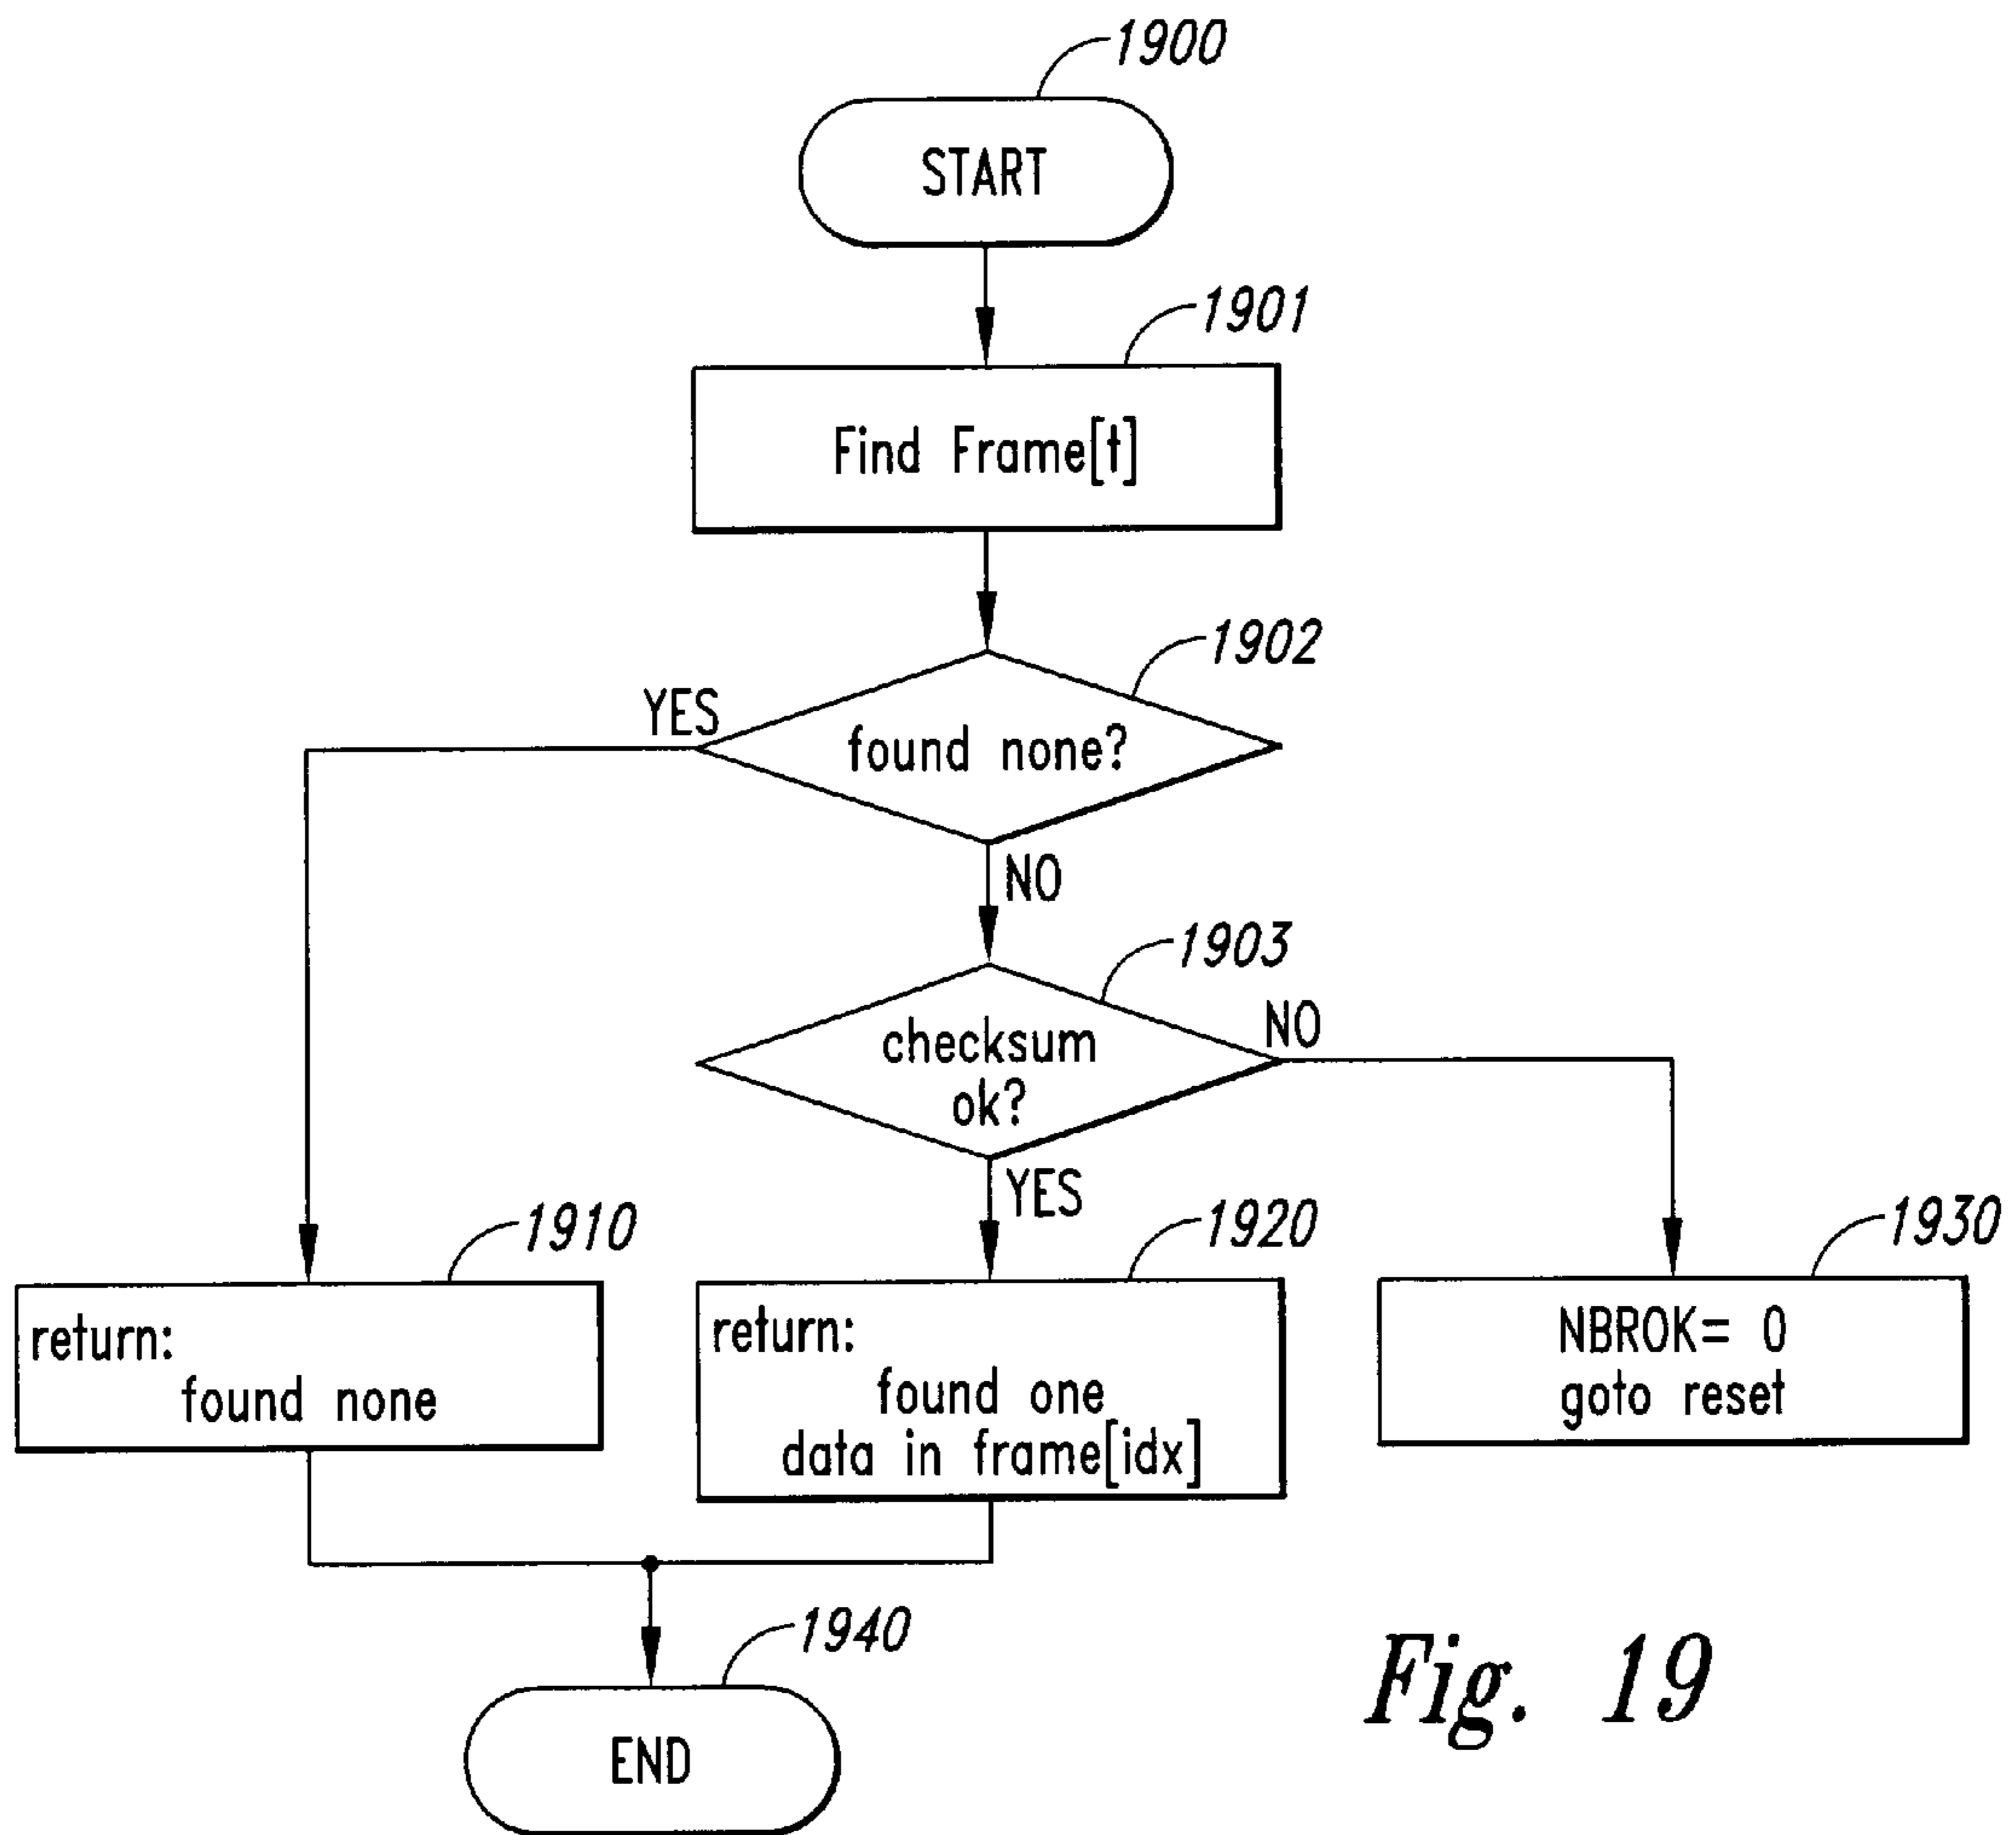 1900
START
1901
Find Frame[t]
1902
YES
found none?
NO
1903
checksum
ok?
NO
YES
1910
return:
found none
1920
return:
found one
data in frame[idx]
1930
NBROK= 0
goto reset
1940
END
Fig. 19